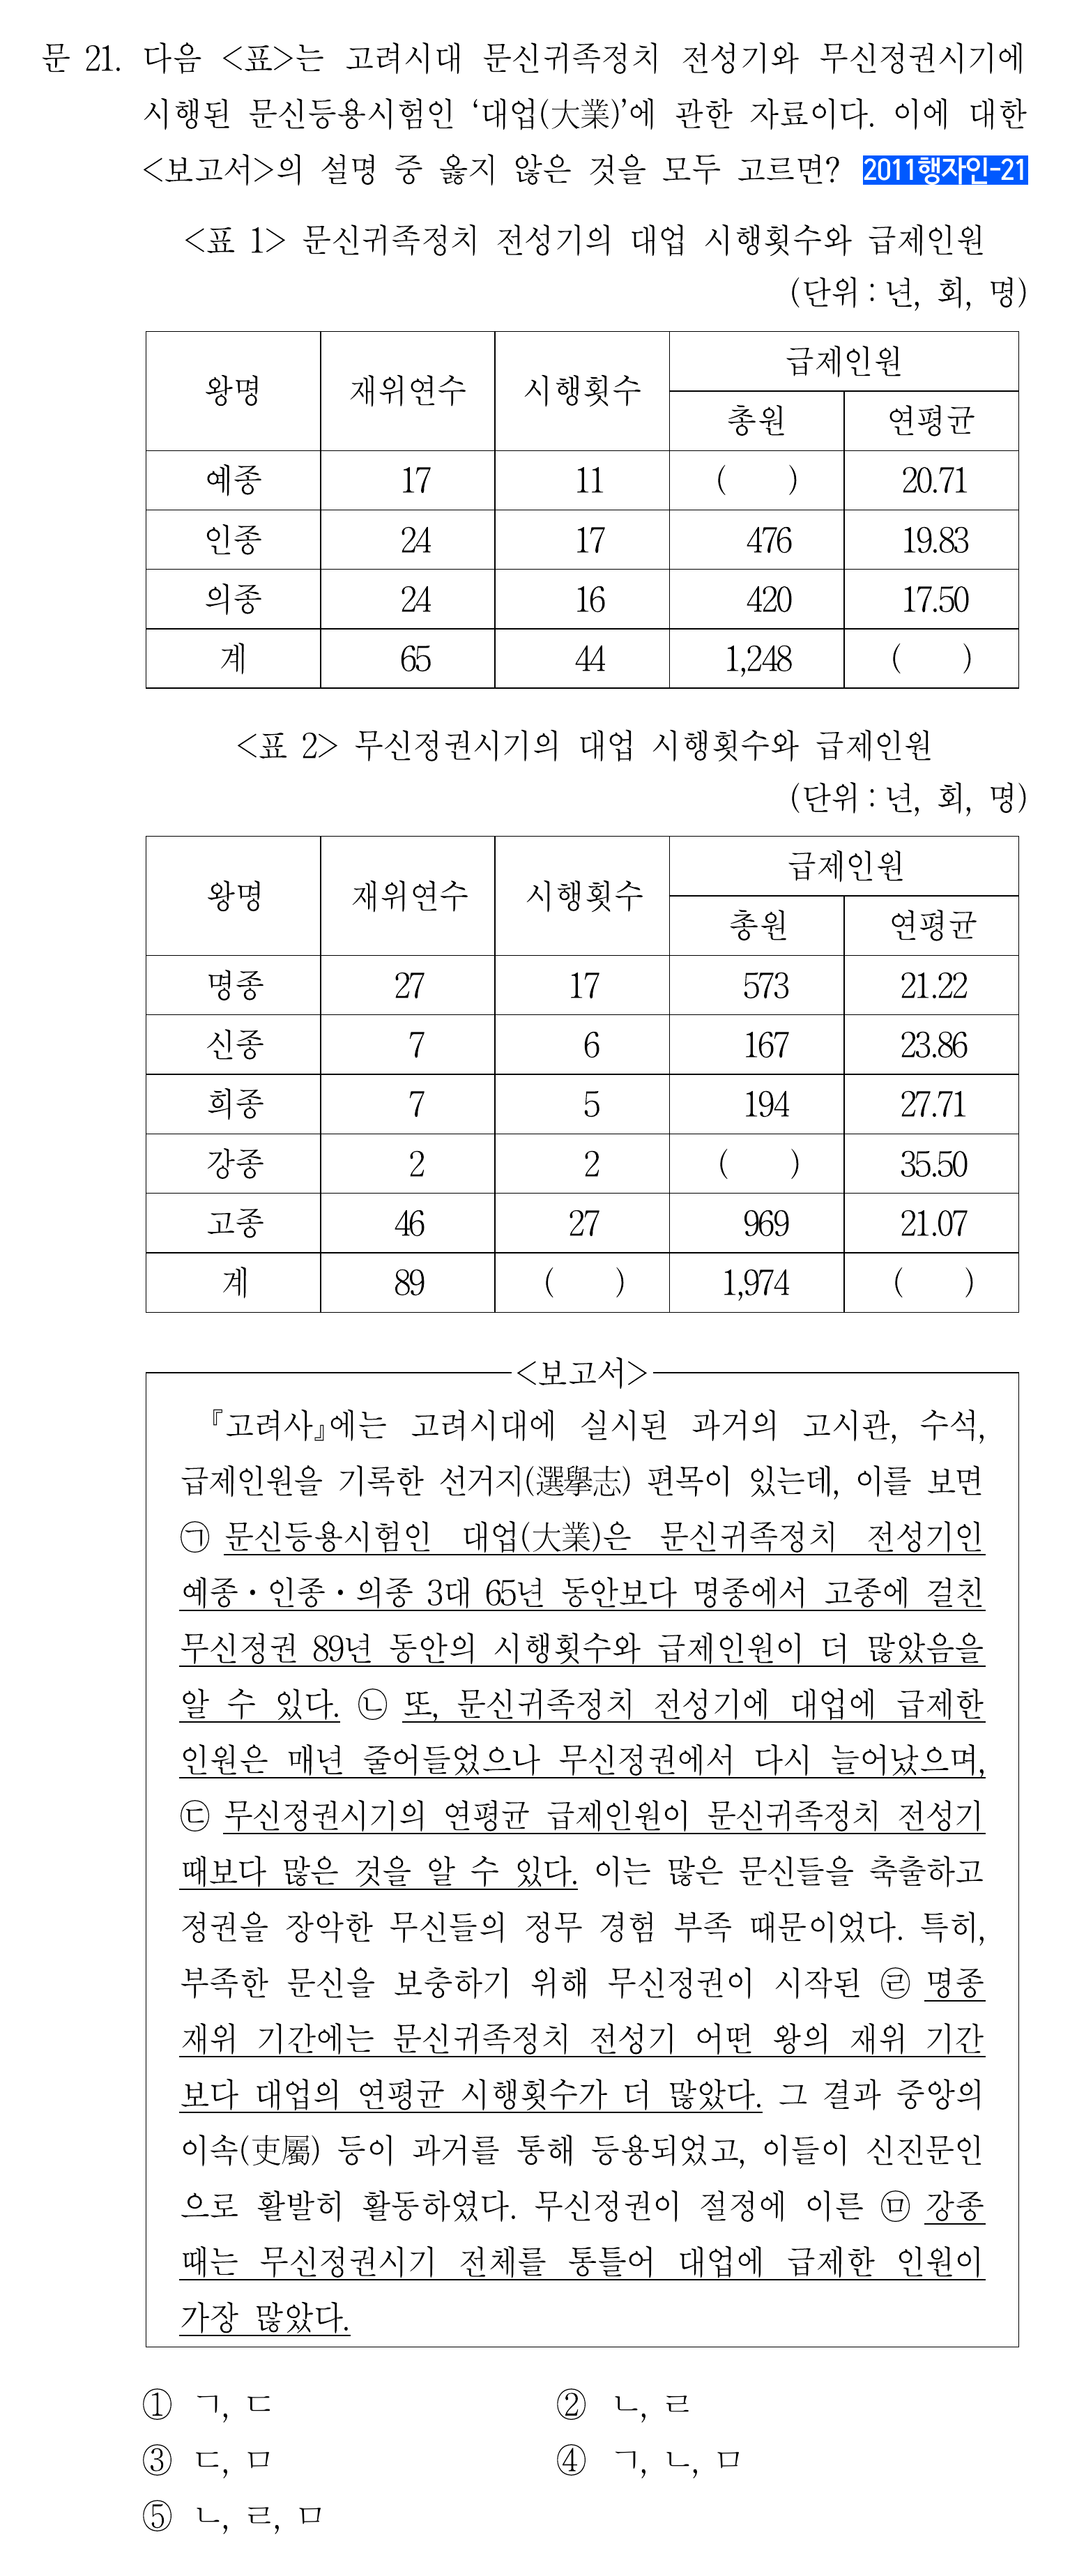 문 21. 다음 <표>는 고려시대 문신귀족정치 전성기와 무신정권시기에
시행된 문신등용시험인 ‘대업(大業)’에 관한 자료이다. 이에 대한
<보고서>의 설명 중 옳지 않은 것을 모두 고르면? 2011행자인-21
<표 1> 문신귀족정치 전성기의 대업 시행횟수와 급제인원
(단위 : 년, 회, 명)
왕명 재위연수 시행횟수 급제인원
총원 연평균
예종 17 11 ( ) 20.71
인종 24 17 476 19.83
의종 24 16 420 17.50
계 65 44 1,248 ( )
<표 2> 무신정권시기의 대업 시행횟수와 급제인원
(단위 : 년, 회, 명)
왕명 재위연수 시행횟수 급제인원
총원 연평균
명종 27 17 573 21.22
신종 7 6 167 23.86
희종 7 5 194 27.71
강종 2 2 ( ) 35.50
고종 46 27 969 21.07
계 89 ( ) 1,974 ( )
<보고서>
『고려사』에는 고려시대에 실시된 과거의 고시관, 수석,
급제인원을 기록한 선거지(選擧志) 편목이 있는데, 이를 보면
㉠ 문신등용시험인 대업(大業)은 문신귀족정치 전성기인
예종·인종·의종 3대 65년 동안보다 명종에서 고종에 걸친
무신정권 89년 동안의 시행횟수와 급제인원이 더 많았음을
알 수 있다. ㉡ 또, 문신귀족정치 전성기에 대업에 급제한
인원은 매년 줄어들었으나 무신정권에서 다시 늘어났으며,
㉢ 무신정권시기의 연평균 급제인원이 문신귀족정치 전성기
때보다 많은 것을 알 수 있다. 이는 많은 문신들을 축출하고
정권을 장악한 무신들의 정무 경험 부족 때문이었다. 특히,
부족한 문신을 보충하기 위해 무신정권이 시작된 ㉣ 명종
재위 기간에는 문신귀족정치 전성기 어떤 왕의 재위 기간
보다 대업의 연평균 시행횟수가 더 많았다. 그 결과 중앙의
이속(吏屬) 등이 과거를 통해 등용되었고, 이들이 신진문인
으로 활발히 활동하였다. 무신정권이 절정에 이른 ㉤ 강종
때는 무신정권시기 전체를 통틀어 대업에 급제한 인원이
가장 많았다.
① ㄱ, ㄷ ② ㄴ, ㄹ
③ ㄷ, ㅁ ④ ㄱ, ㄴ, ㅁ
⑤ ㄴ, ㄹ, ㅁ